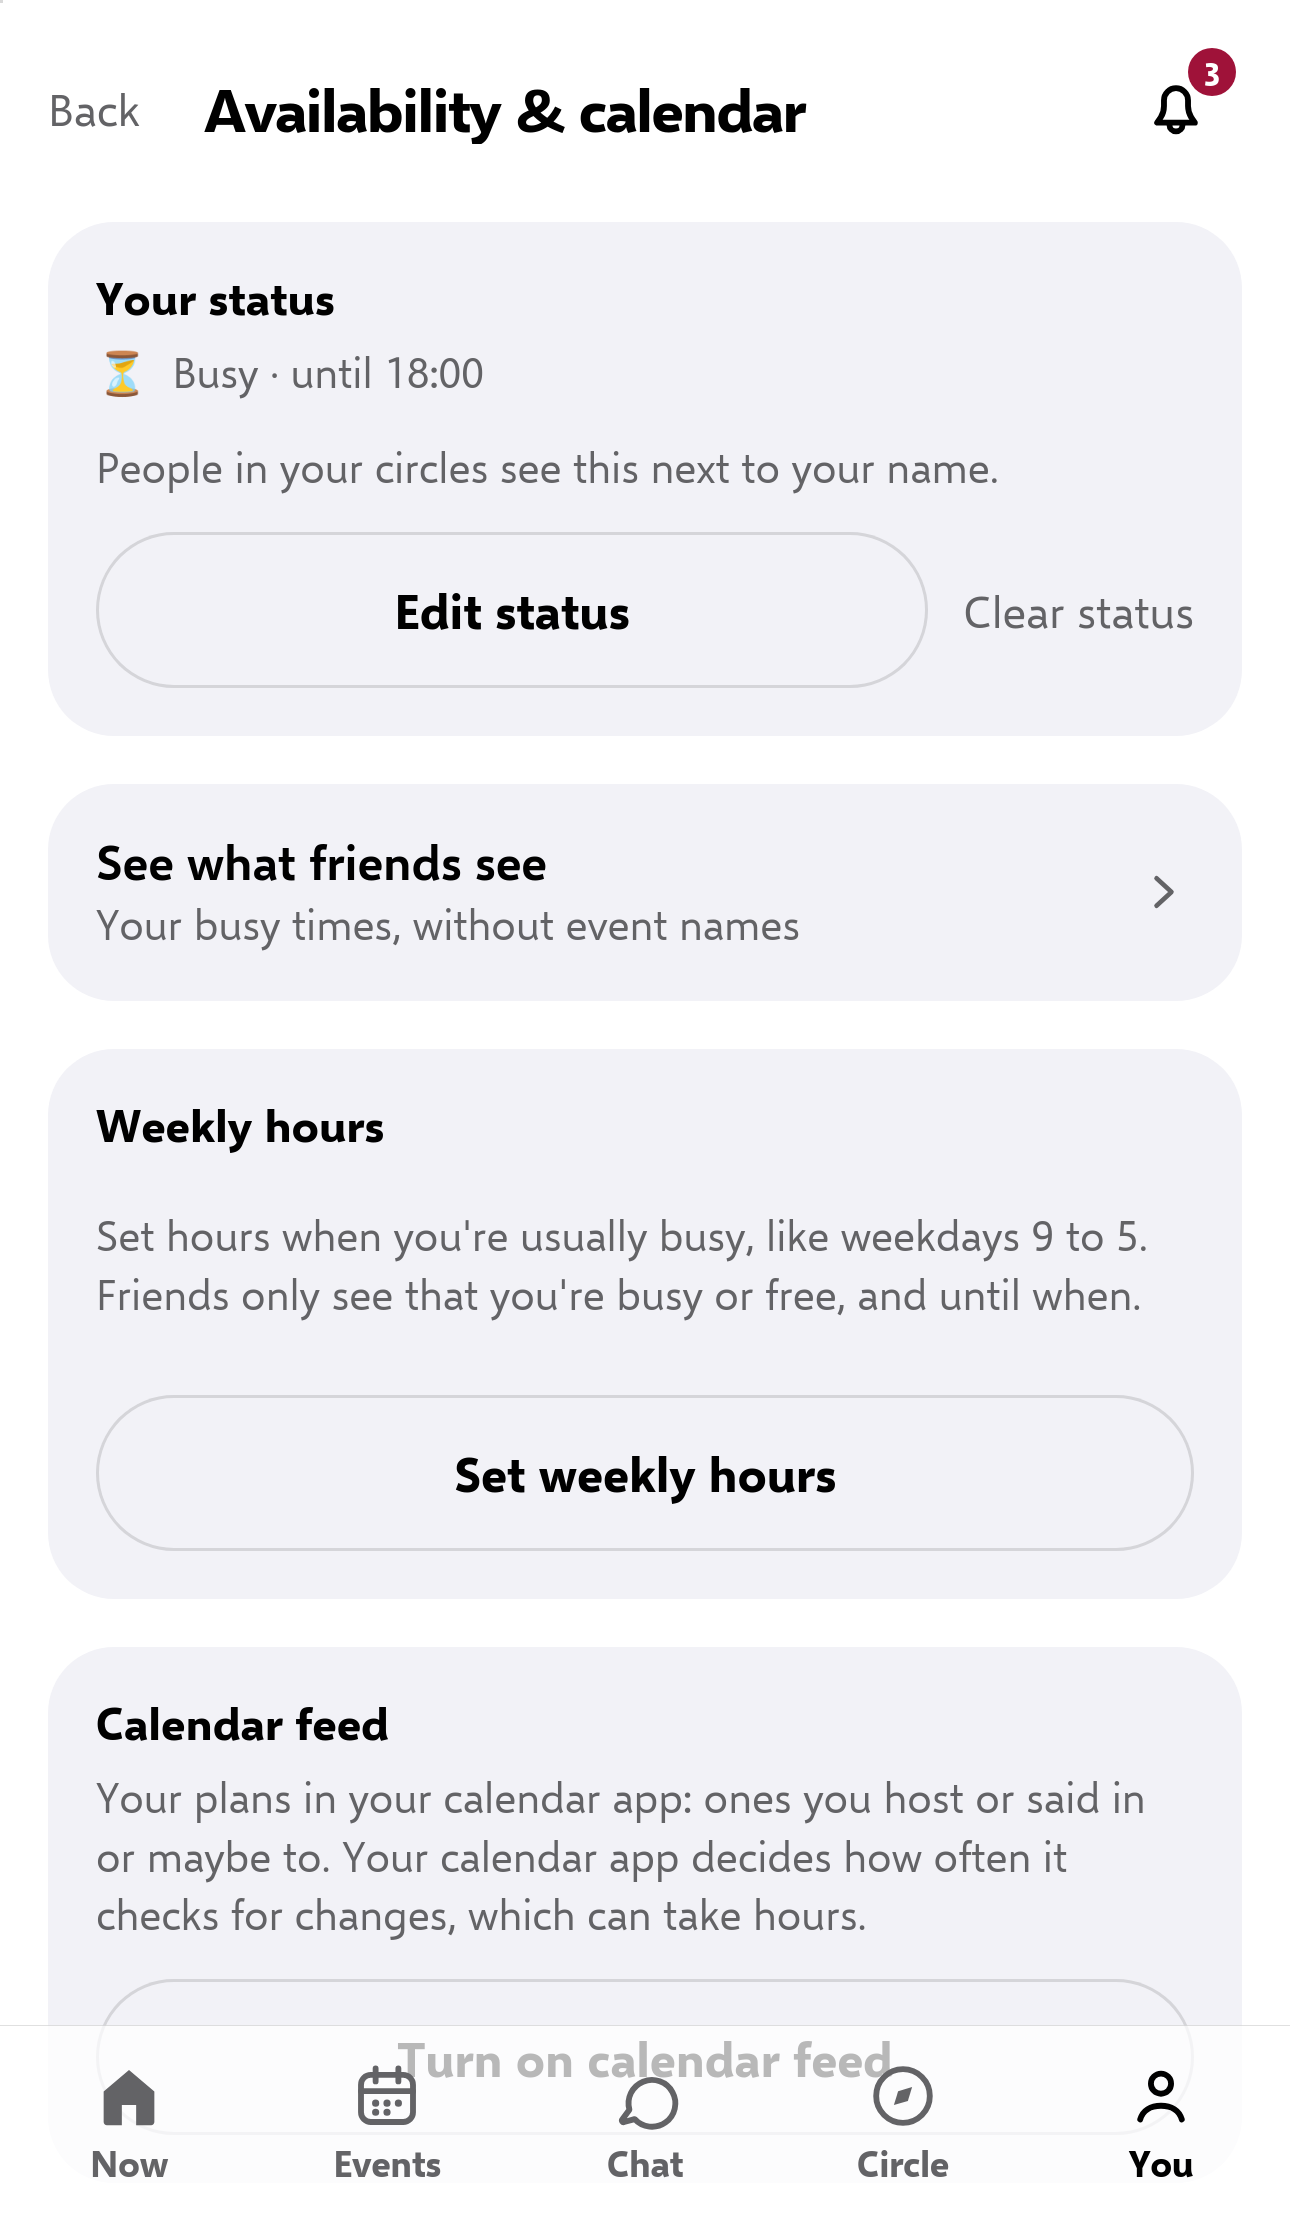 Back
Availability & calendar
3
Your status
⏳ Busy · until 18:00
People in your circles see this next to your name.
Edit status
Clear status
See what friends see
Your busy times, without event names
Weekly hours
Set hours when you're usually busy, like weekdays 9 to 5.
Friends only see that you're busy or free, and until when.
Set weekly hours
Calendar feed
Your plans in your calendar app: ones you host or said in
or maybe to. Your calendar app decides how often it
checks for changes, which can take hours.
Turn on calendar feed
Now
Events
Chat
Circle
You